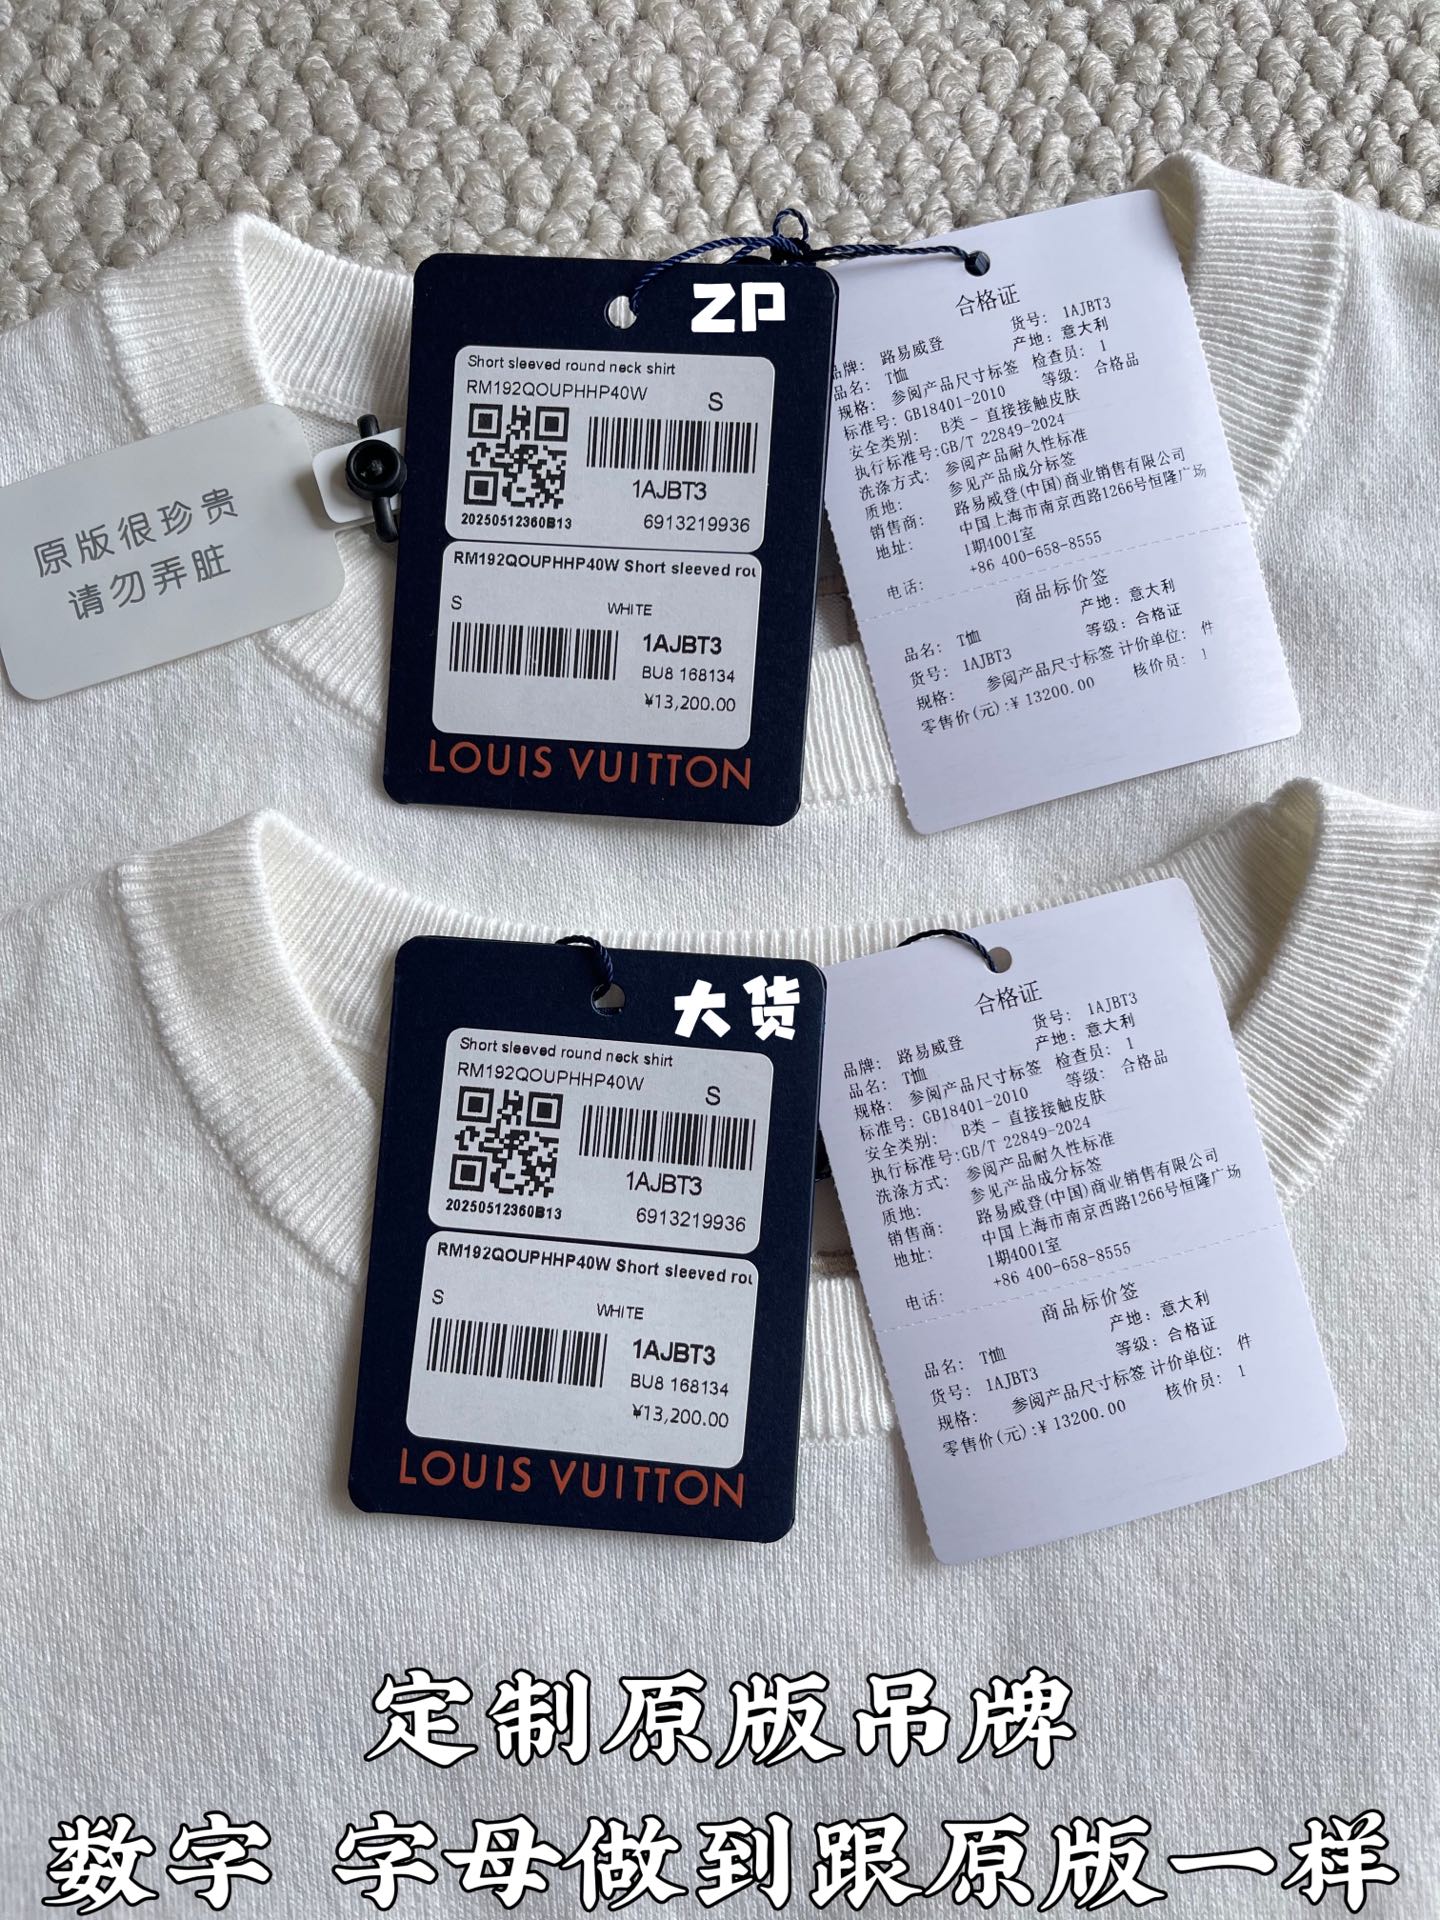 原版很珍贵
请勿弄脏
ZP
Short sleeved round neck shirt
RM192QOUPHHP40W
S
1AJBT3
20250512360B13
6913219936
RM192QOUPHHP40W Short sleeved rou
S
WHITE
1AJBT3
BU8 168134
¥13,200.00
LOUIS VUITTON
合格证
货号: 1AJBT3
品牌: 路易威登
产地: 意大利
品名: T恤
检查员: 1
规格: 参阅产品尺寸标签
等级: 合格品
标准号: GB18401-2010
安全类别: B类 - 直接接触皮肤
执行标准号:GB/T 22849-2024
洗涤方式: 参阅产品耐久性标准
质地: 参见产品成分标签
销售商: 路易威登(中国)商业销售有限公司
地址: 中国上海市南京西路1266号恒隆广场
1期4001室
电话: +86 400-658-8555
商品标价签
产地: 意大利
品名: T恤
等级: 合格证
货号: 1AJBT3
计价单位: 件
规格: 参阅产品尺寸标签
核价员: 1
零售价(元):¥ 13200.00
大货
Short sleeved round neck shirt
RM192QOUPHHP40W
S
1AJBT3
20250512360B13
6913219936
RM192QOUPHHP40W Short sleeved rou
S
WHITE
1AJBT3
BU8 168134
¥13,200.00
LOUIS VUITTON
合格证
货号: 1AJBT3
品牌: 路易威登
产地: 意大利
品名: T恤
检查员: 1
规格: 参阅产品尺寸标签
等级: 合格品
标准号: GB18401-2010
安全类别: B类 - 直接接触皮肤
执行标准号:GB/T 22849-2024
洗涤方式: 参阅产品耐久性标准
质地: 参见产品成分标签
销售商: 路易威登(中国)商业销售有限公司
地址: 中国上海市南京西路1266号恒隆广场
1期4001室
电话: +86 400-658-8555
商品标价签
产地: 意大利
品名: T恤
等级: 合格证
货号: 1AJBT3
计价单位: 件
规格: 参阅产品尺寸标签
核价员: 1
零售价(元):¥ 13200.00
定制原版吊牌
数字 字母做到跟原版一样